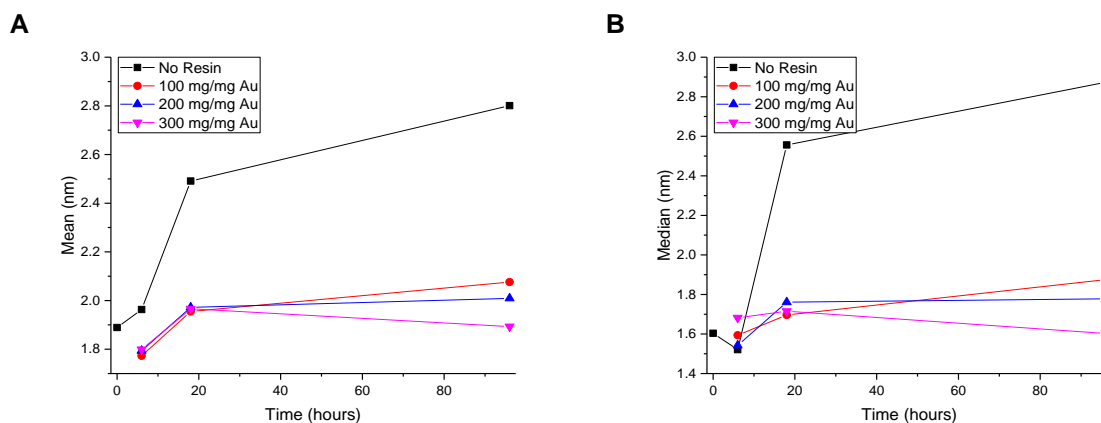 A
Mean (nm)
3.0
2.8
2.6
2.4
2.2
2.0
1.8
No Resin
100 mg/mg Au
200 mg/mg Au
300 mg/mg Au
0 20 40 60 80
Time (hours)
B
Median (nm)
3.0
2.8
2.6
2.4
2.2
2.0
1.8
1.6
1.4
No Resin
100 mg/mg Au
200 mg/mg Au
300 mg/mg Au
0 20 40 60 80
Time (hours)